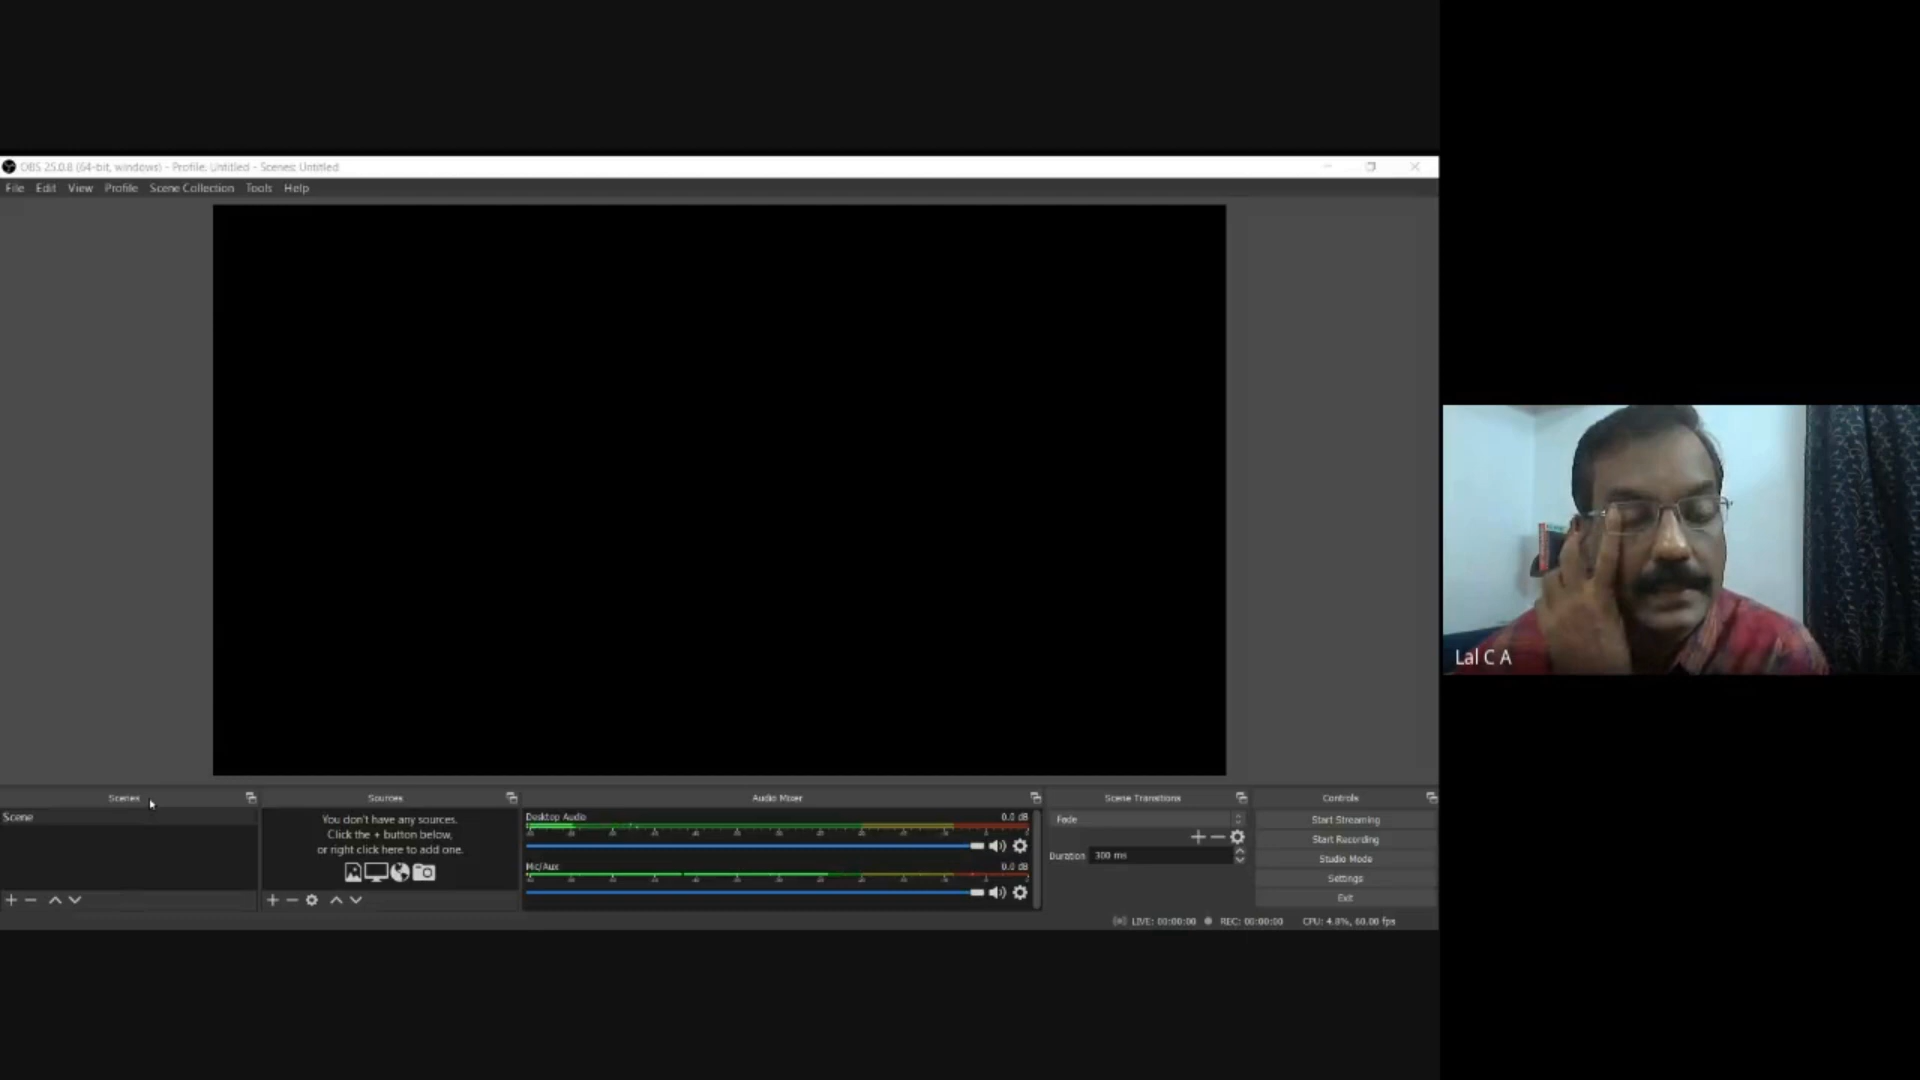 OBS 25.0.8 (64-bit, windows) - Profile: Untitled - Scenes: Untitled
File Edit View Profile Scene Collection Tools Help
Scenes
Scene
Sources
You don't have any sources.
Click the + button below,
or right click here to add one.
Audio Mixer
Desktop Audio 0.0 dB
Mic/Aux 0.0 dB
Scene Transitions
Fade
Duration 300 ms
Controls
Start Streaming
Start Recording
Studio Mode
Settings
Exit
LIVE: 00:00:00 REC: 00:00:00 CPU: 4.8%, 60.00 fps
Lal C A